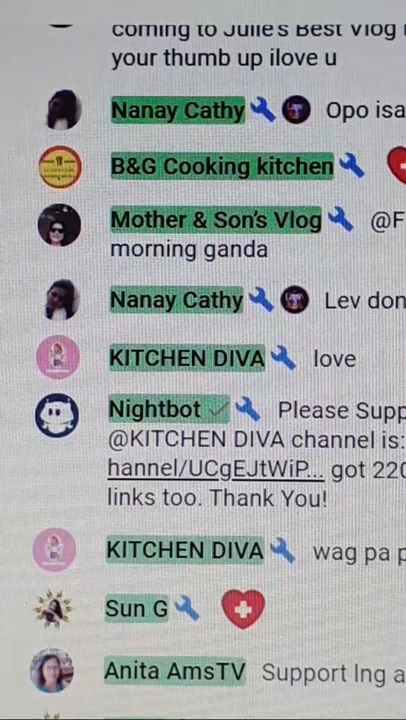 coming to Julie's Best Vlog
your thumb up ilove u
Nanay Cathy Opo isa
B&G Cooking kitchen
Mother & Son's Vlog @F
morning ganda
Nanay Cathy Lev don
KITCHEN DIVA love
Nightbot Please Supp
@KITCHEN DIVA channel is:
hannel/UCgEJtWiP... got 220
links too. Thank You!
KITCHEN DIVA wag pa p
Sun G
Anita AmsTV Support lng a